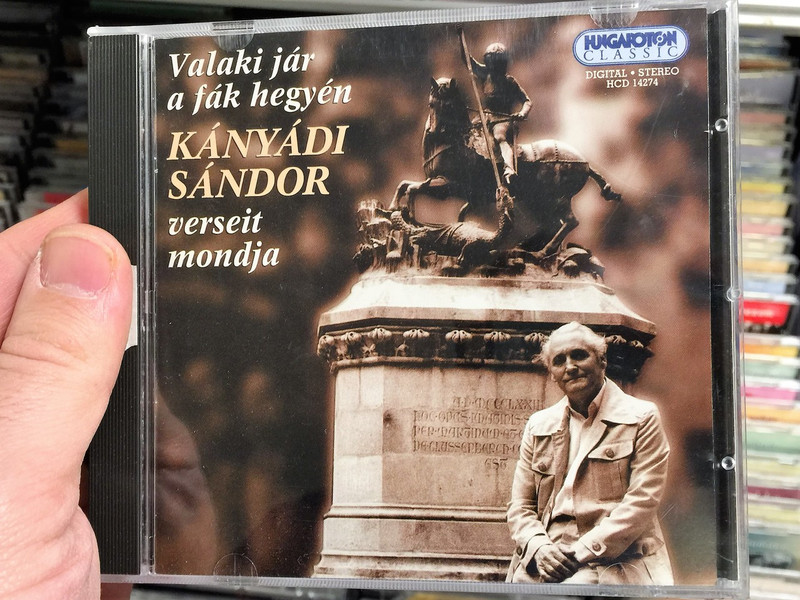 Valaki jár
a fák hegyén
KÁNYÁDI
SÁNDOR
verseit
mondja
HUNGAROTON
CLASSIC
DIGITAL • STEREO
HCD 14274